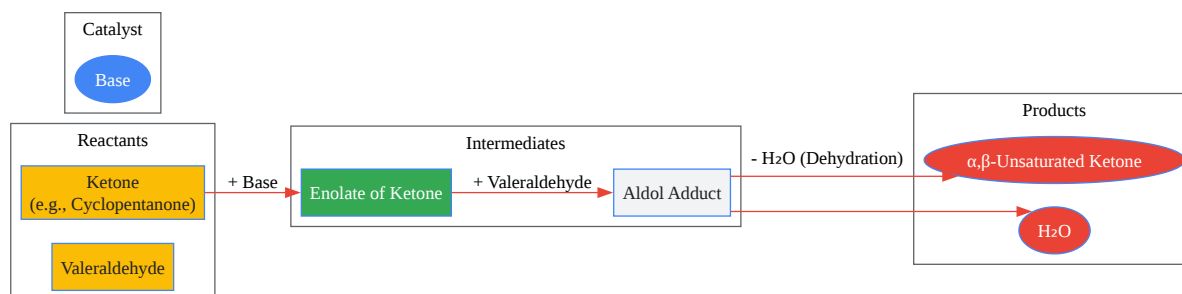 Catalyst
Base
Reactants
Ketone
(e.g., Cyclopentanone)
Valeraldehyde
+ Base
Intermediates
Enolate of Ketone
+ Valeraldehyde
Aldol Adduct
- H₂O (Dehydration)
Products
α,β-Unsaturated Ketone
H₂O